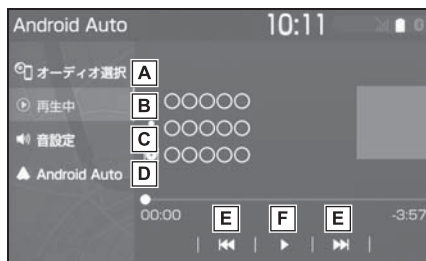 Android Auto 10:11
オーディオ選択 A
再生中 B ○○○○○
音設定 C ○○○○○
○○○○○
Android Auto D
00:00 E F E -3:57